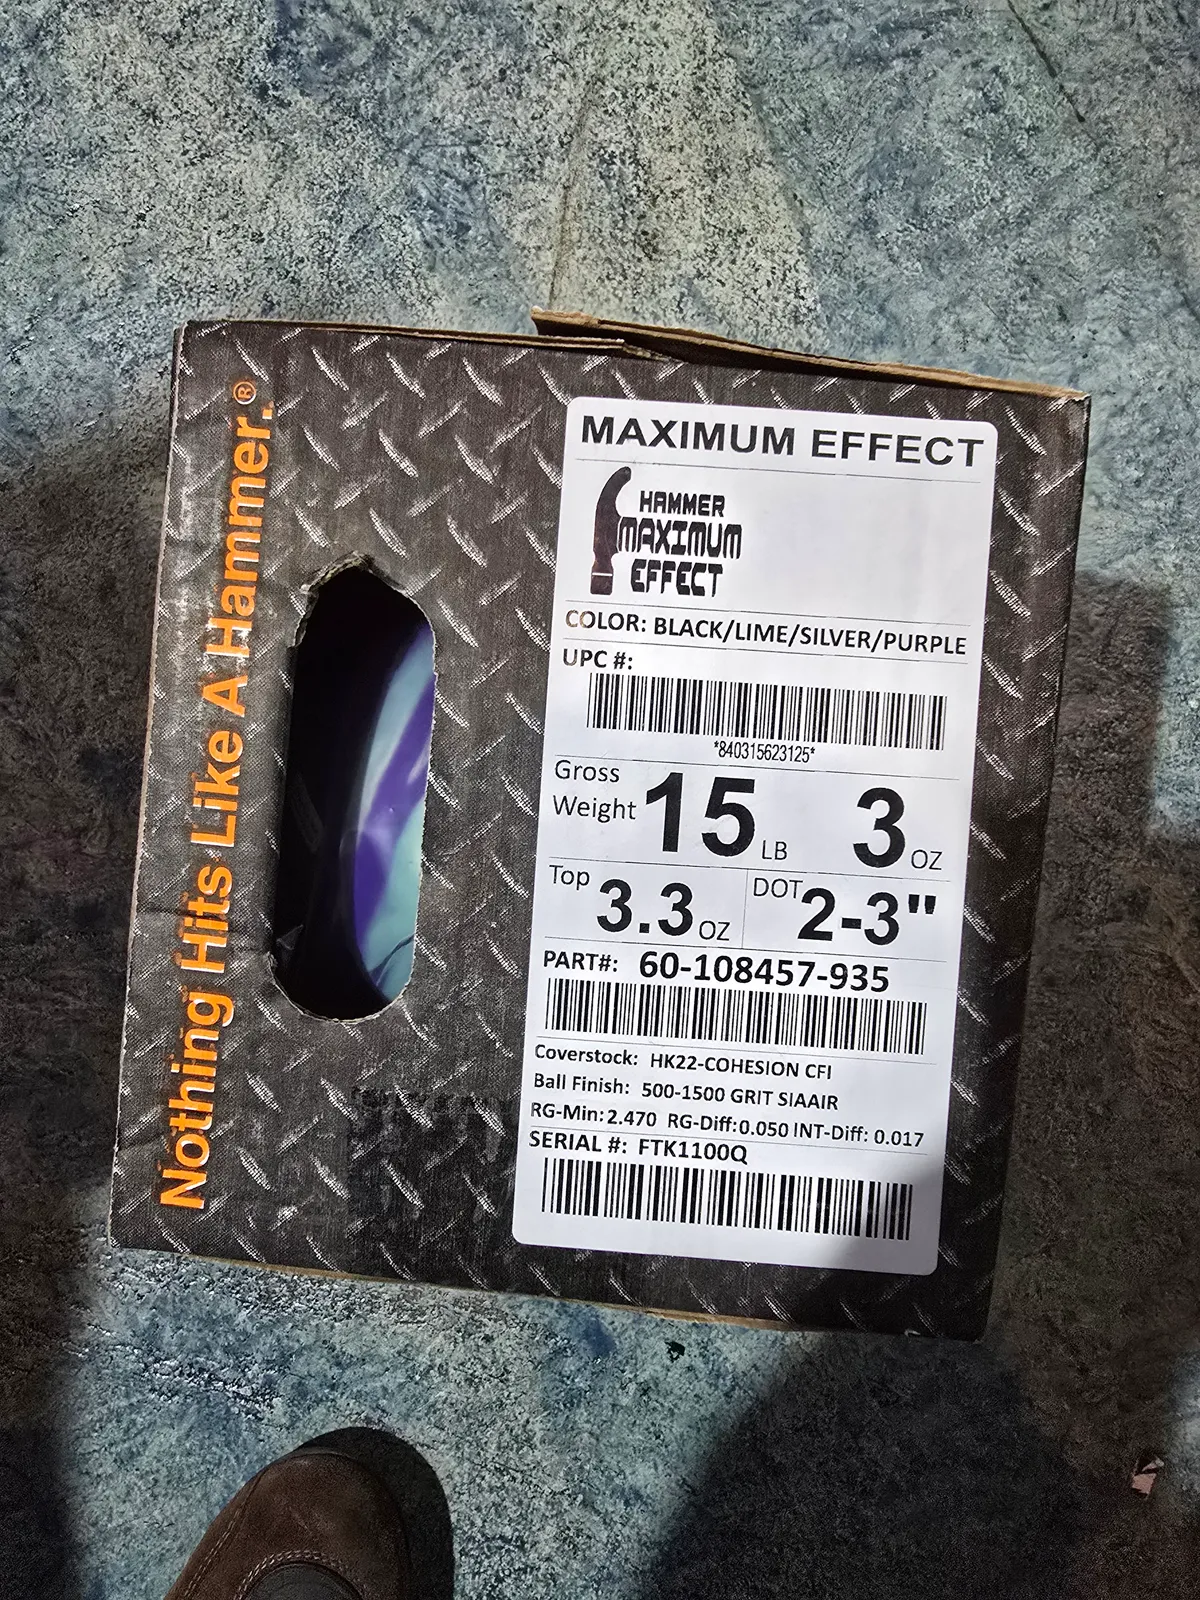 Nothing Hits Like A Hammer.®
MAXIMUM EFFECT
HAMMER
MAXIMUM
EFFECT
COLOR: BLACK/LIME/SILVER/PURPLE
UPC #:
*840315623125*
Gross
Weight 15 LB 3 OZ
Top 3.3 OZ DOT 2-3"
PART#: 60-108457-935
Coverstock: HK22-COHESION CFI
Ball Finish: 500-1500 GRIT SIAAIR
RG-Min: 2.470 RG-Diff: 0.050 INT-Diff: 0.017
SERIAL #: FTK1100Q